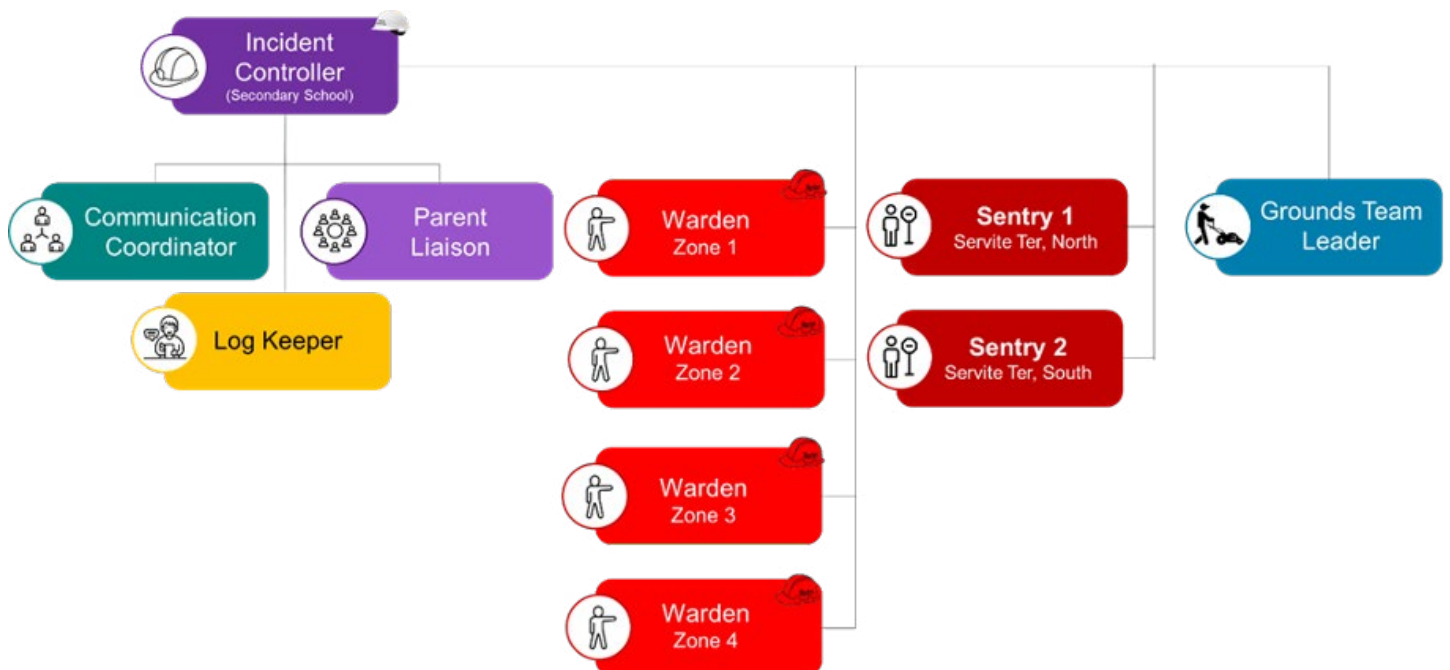 Incident
Controller
(Secondary School)
Communication
Coordinator
Parent
Liaison
Log Keeper
Warden
Zone 1
Warden
Zone 2
Warden
Zone 3
Warden
Zone 4
Sentry 1
Servite Ter, North
Sentry 2
Servite Ter, South
Grounds Team
Leader